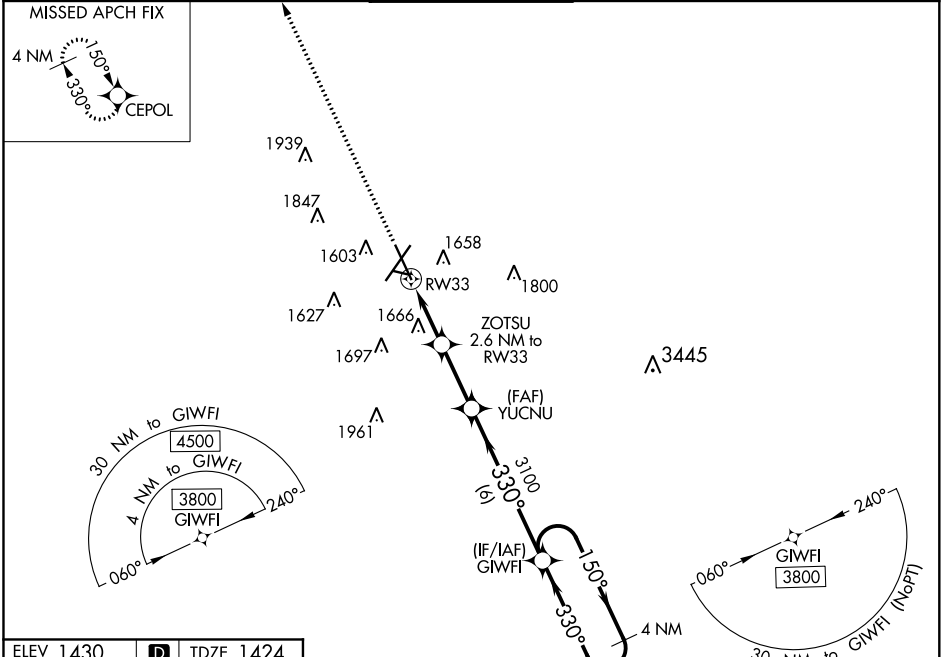 MISSED APCH FIX
4 NM
150°
330°
CEPOL
1939
1847
1603
1658
RW33
1800
1627
1666
ZOTSU
2.6 NM to
RW33
1697
3445
(FAF)
YUCNU
1961
30 NM to GIWFI
4500
4 NM to GIWFI
3800
GIWFI
240°
060°
3100
330°
(6)
(IF/IAF)
GIWFI
150°
330°
4 NM
240°
060°
GIWFI
3800
30 NM to GIWFI (NoPT)
ELEV 1430
D
TDZE 1424